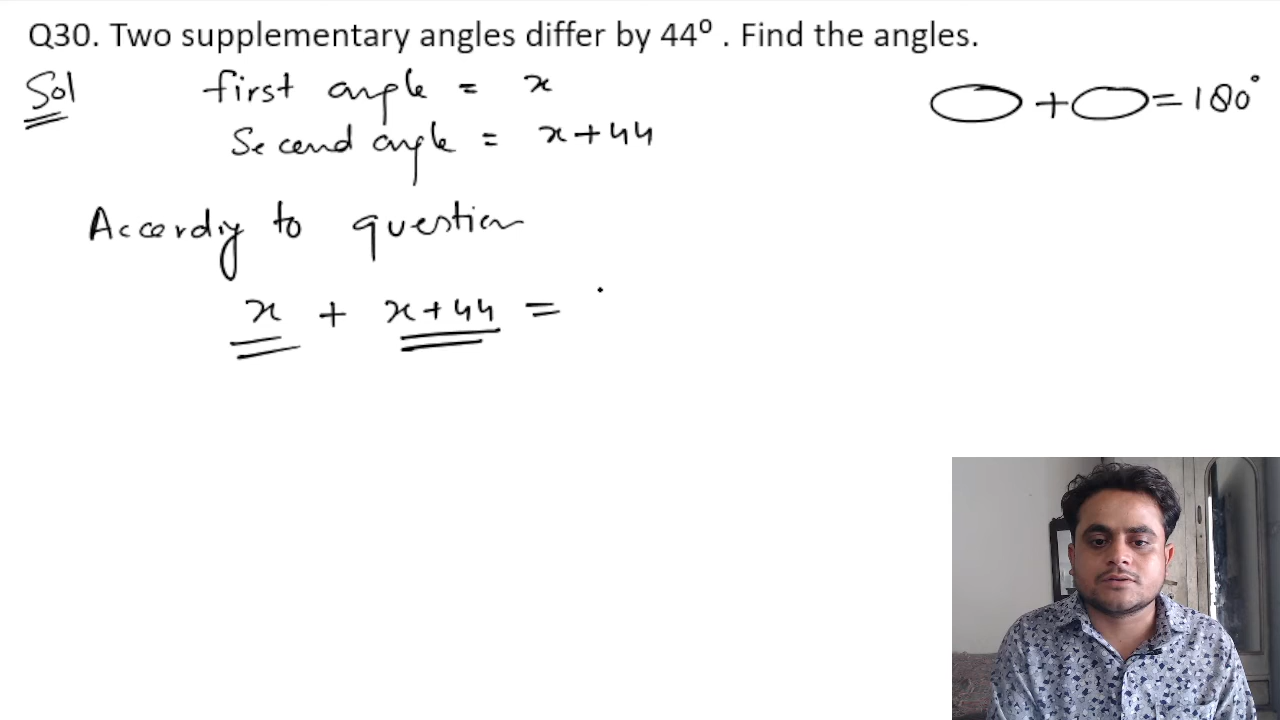 Q30. Two supplementary angles differ by 44⁰ . Find the angles.
Sol
first angle = x
+ = 180°
Second angle = x+44
According to question
x + x+44 =